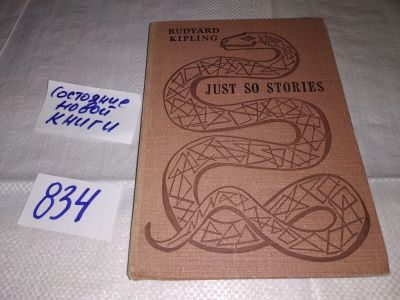 RUDYARD
KIPLING
JUST SO STORIES
Состояние
новой
книги
834